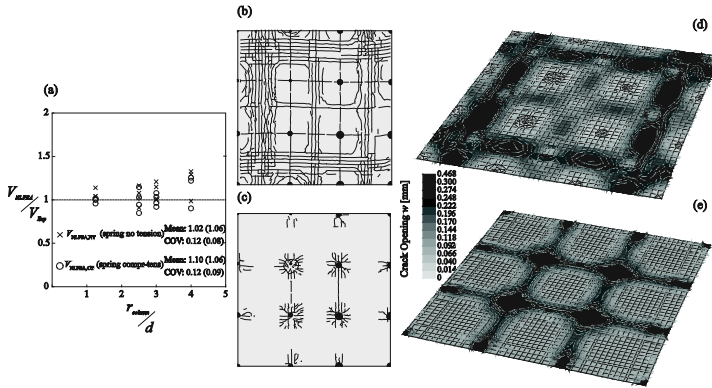 (a)
2
1.5
1
0.5
0
1 2 3 4 5
V_NLFEA / V_Exp
r_column / d
× V_NLFEA,NT (spring no tension) Mean: 1.02 (1.06)
COV: 0.12 (0.08)
○ V_NLFEA,CT (spring compr-tens) Mean: 1.10 (1.06)
COV: 0.12 (0.09)
(b)
(c)
(d)
(e)
Crack Opening w [mm]
0.468
0.300
0.274
0.248
0.222
0.196
0.170
0.144
0.118
0.092
0.066
0.040
0.014
0